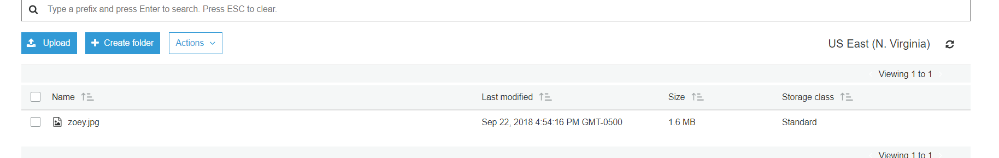 Type a prefix and press Enter to search. Press ESC to clear.
Upload Create folder Actions US East (N. Virginia)
Viewing 1 to 1
Name Last modified Size Storage class
zoey.jpg Sep 22, 2018 4:54:16 PM GMT-0500 1.6 MB Standard
Viewing 1 to 1